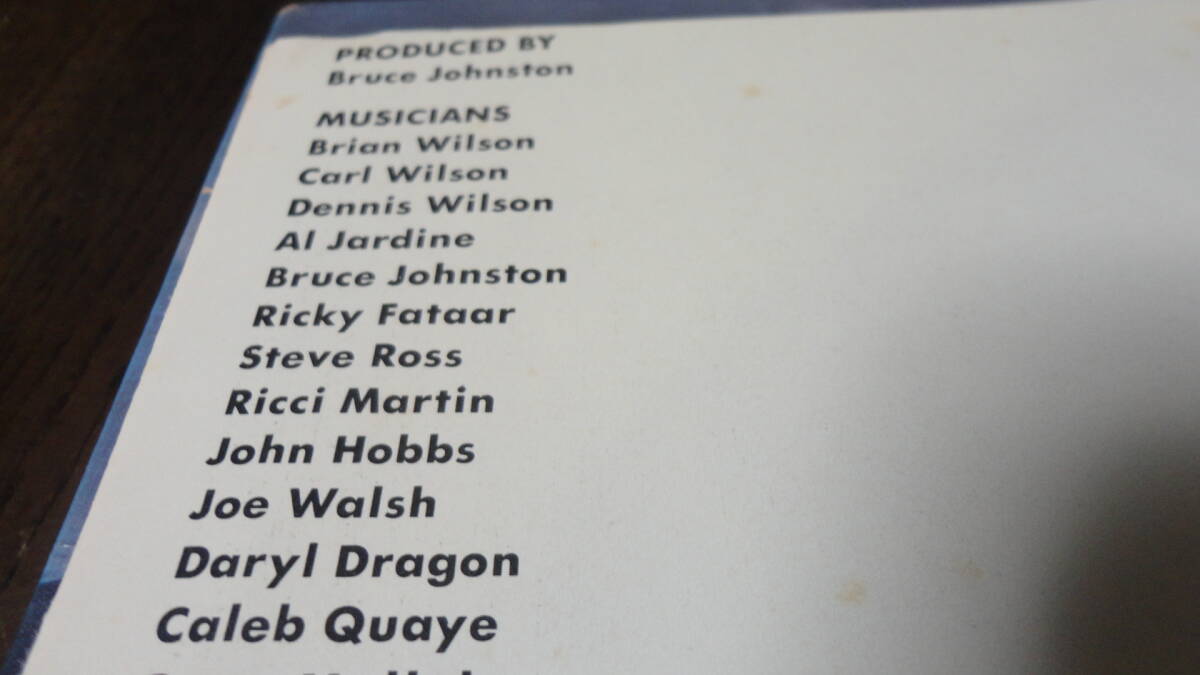 PRODUCED BY
Bruce Johnston
MUSICIANS
Brian Wilson
Carl Wilson
Dennis Wilson
Al Jardine
Bruce Johnston
Ricky Fataar
Steve Ross
Ricci Martin
John Hobbs
Joe Walsh
Daryl Dragon
Caleb Quaye